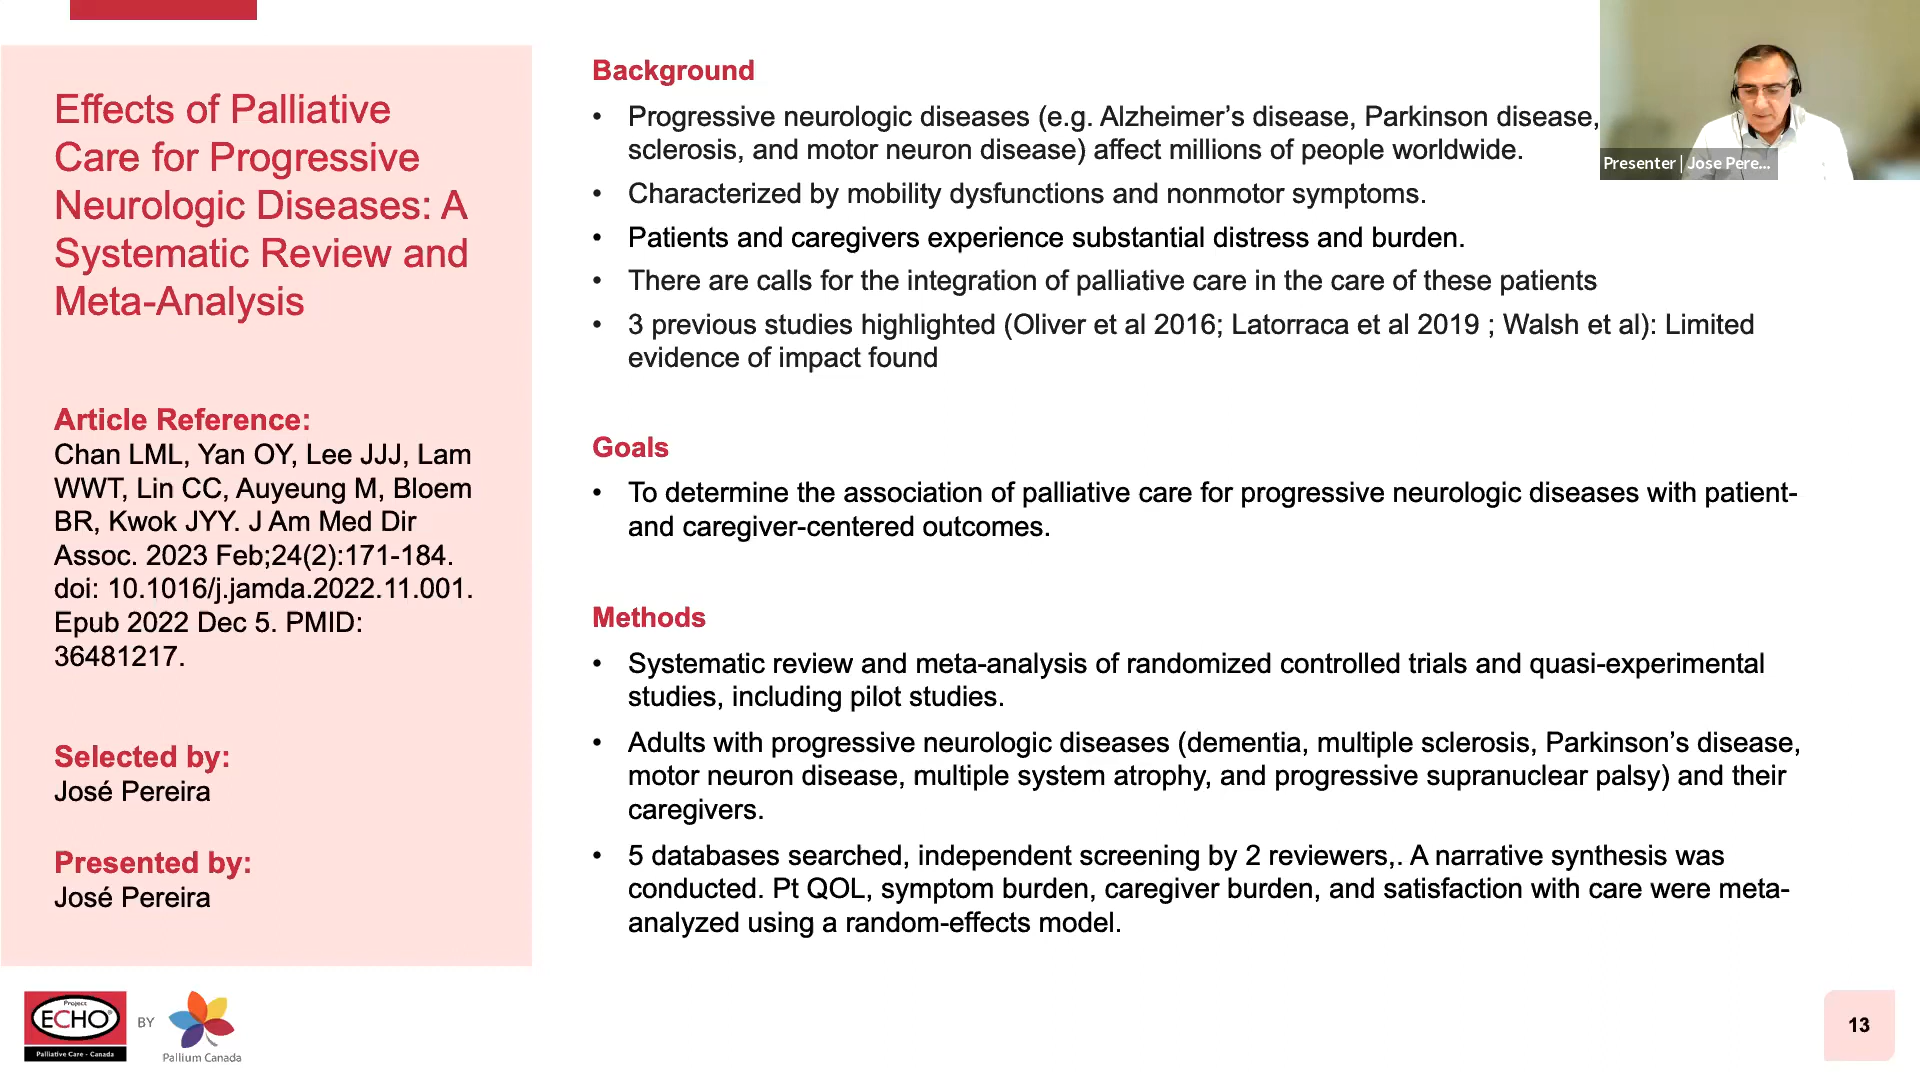 Effects of Palliative
Care for Progressive
Neurologic Diseases: A
Systematic Review and
Meta-Analysis
Article Reference:
Chan LML, Yan OY, Lee JJJ, Lam
WWT, Lin CC, Auyeung M, Bloem
BR, Kwok JYY. J Am Med Dir
Assoc. 2023 Feb;24(2):171-184.
doi: 10.1016/j.jamda.2022.11.001.
Epub 2022 Dec 5. PMID:
36481217.
Selected by:
José Pereira
Presented by:
José Pereira
Background
• Progressive neurologic diseases (e.g. Alzheimer’s disease, Parkinson disease,
sclerosis, and motor neuron disease) affect millions of people worldwide.
• Characterized by mobility dysfunctions and nonmotor symptoms.
• Patients and caregivers experience substantial distress and burden.
• There are calls for the integration of palliative care in the care of these patients
• 3 previous studies highlighted (Oliver et al 2016; Latorraca et al 2019 ; Walsh et al): Limited
evidence of impact found
Goals
• To determine the association of palliative care for progressive neurologic diseases with patient-
and caregiver-centered outcomes.
Methods
• Systematic review and meta-analysis of randomized controlled trials and quasi-experimental
studies, including pilot studies.
• Adults with progressive neurologic diseases (dementia, multiple sclerosis, Parkinson’s disease,
motor neuron disease, multiple system atrophy, and progressive supranuclear palsy) and their
caregivers.
• 5 databases searched, independent screening by 2 reviewers,. A narrative synthesis was
conducted. Pt QOL, symptom burden, caregiver burden, and satisfaction with care were meta-
analyzed using a random-effects model.
Presenter | Jose Pere...
Project
ECHO®
Palliative Care - Canada
BY
Pallium Canada
13